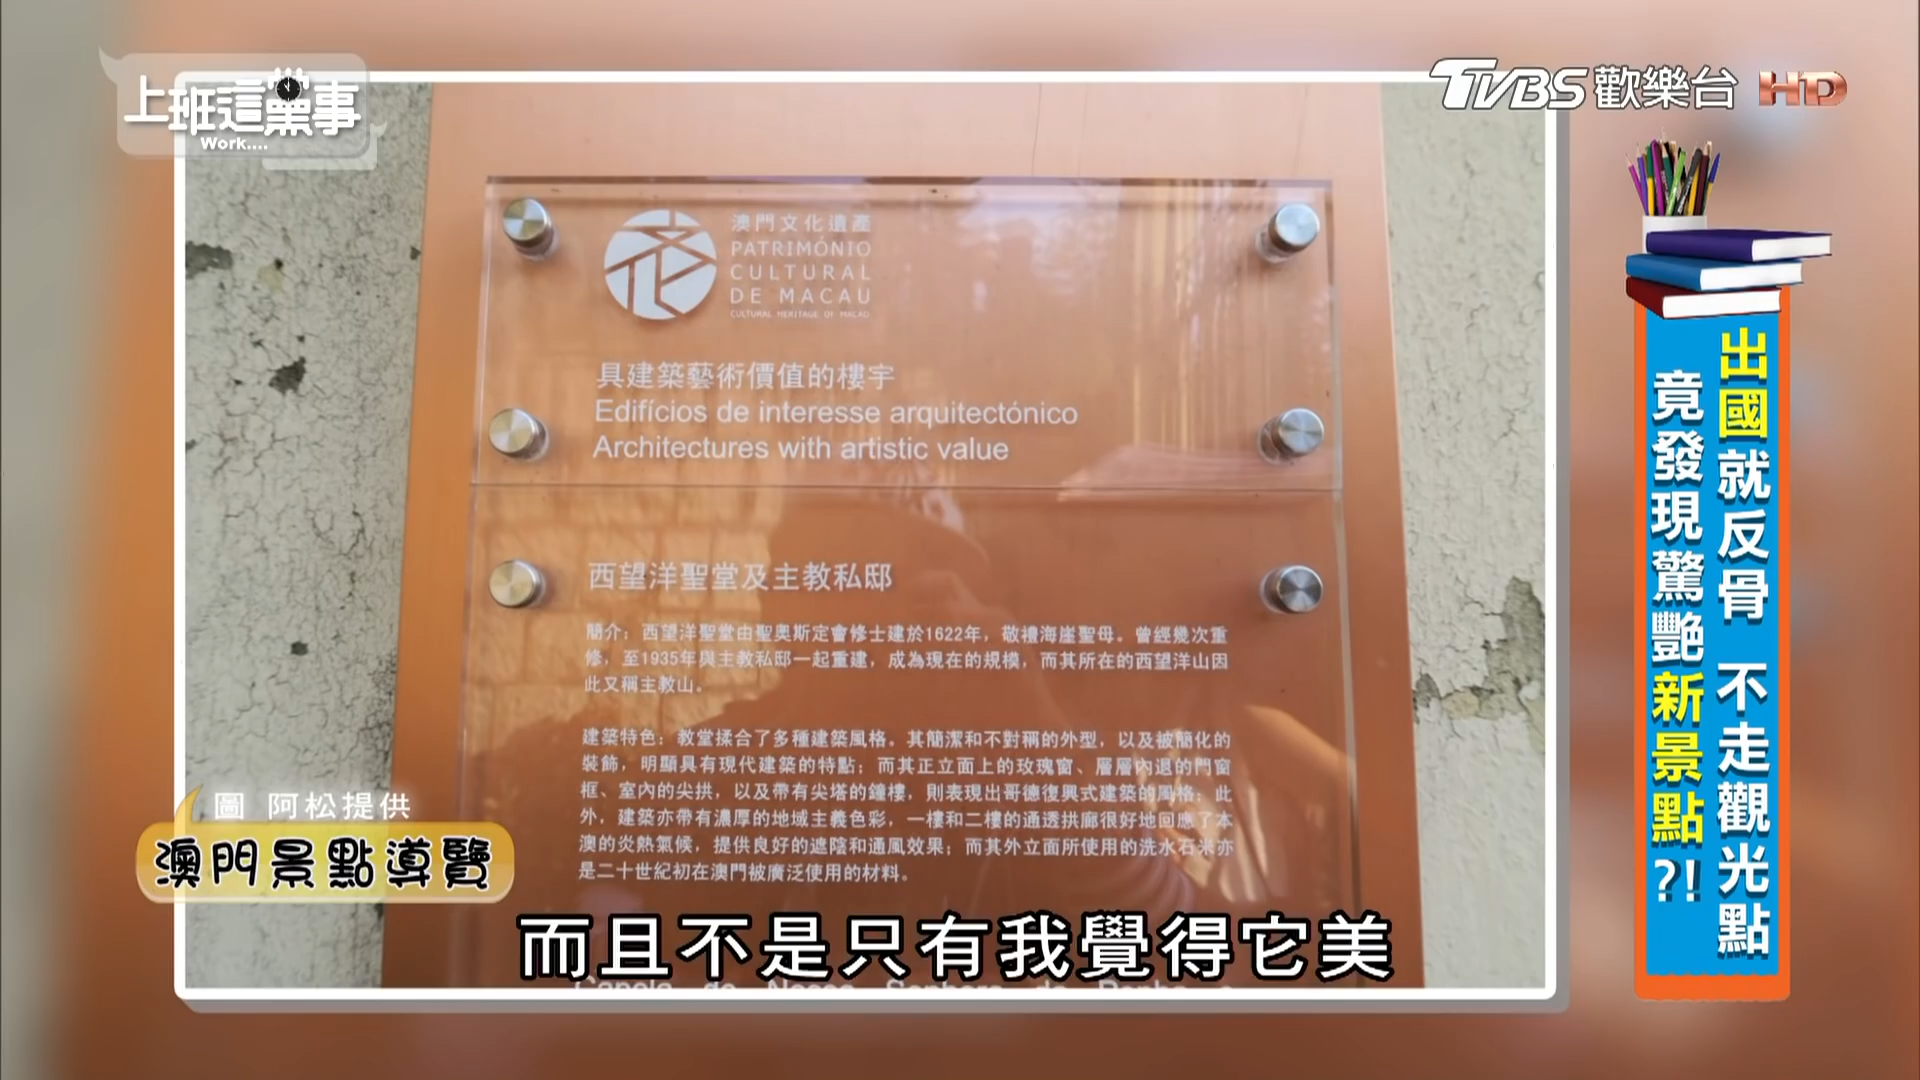 上班這黨事
Work....
TVBS歡樂台 HD
澳門文化遺產
PATRIMÓNIO
CULTURAL
DE MACAU
CULTURAL HERITAGE OF MACAO
具建築藝術價值的樓宇
Edifícios de interesse arquitectónico
Architectures with artistic value
西望洋聖堂及主教私邸
簡介：西望洋聖堂由聖奧斯定會修士建於1622年，敬禮海崖聖母。曾經幾次重
修，至1935年與主教私邸一起重建，成為現在的規模，而其所在的西望洋山因
此又稱主教山。
建築特色：教堂揉合了多種建築風格。其簡潔和不對稱的外型，以及被簡化的
裝飾，明顯具有現代建築的特點；而其正立面上的玫瑰窗、層層內退的門窗
框、室內的尖拱，以及帶有尖塔的鐘樓，則表現出哥德復興式建築的風格；此
外，建築亦帶有濃厚的地域主義色彩，一樓和二樓的通透拱廊很好地回應了本
澳的炎熱氣候，提供良好的遮陰和通風效果；而其外立面所使用的洗水石米亦
是二十世紀初在澳門被廣泛使用的材料。
出國就反骨 不走觀光點
竟發現驚艷新景點?!
圖 阿松提供
澳門景點導覽
而且不是只有我覺得它美